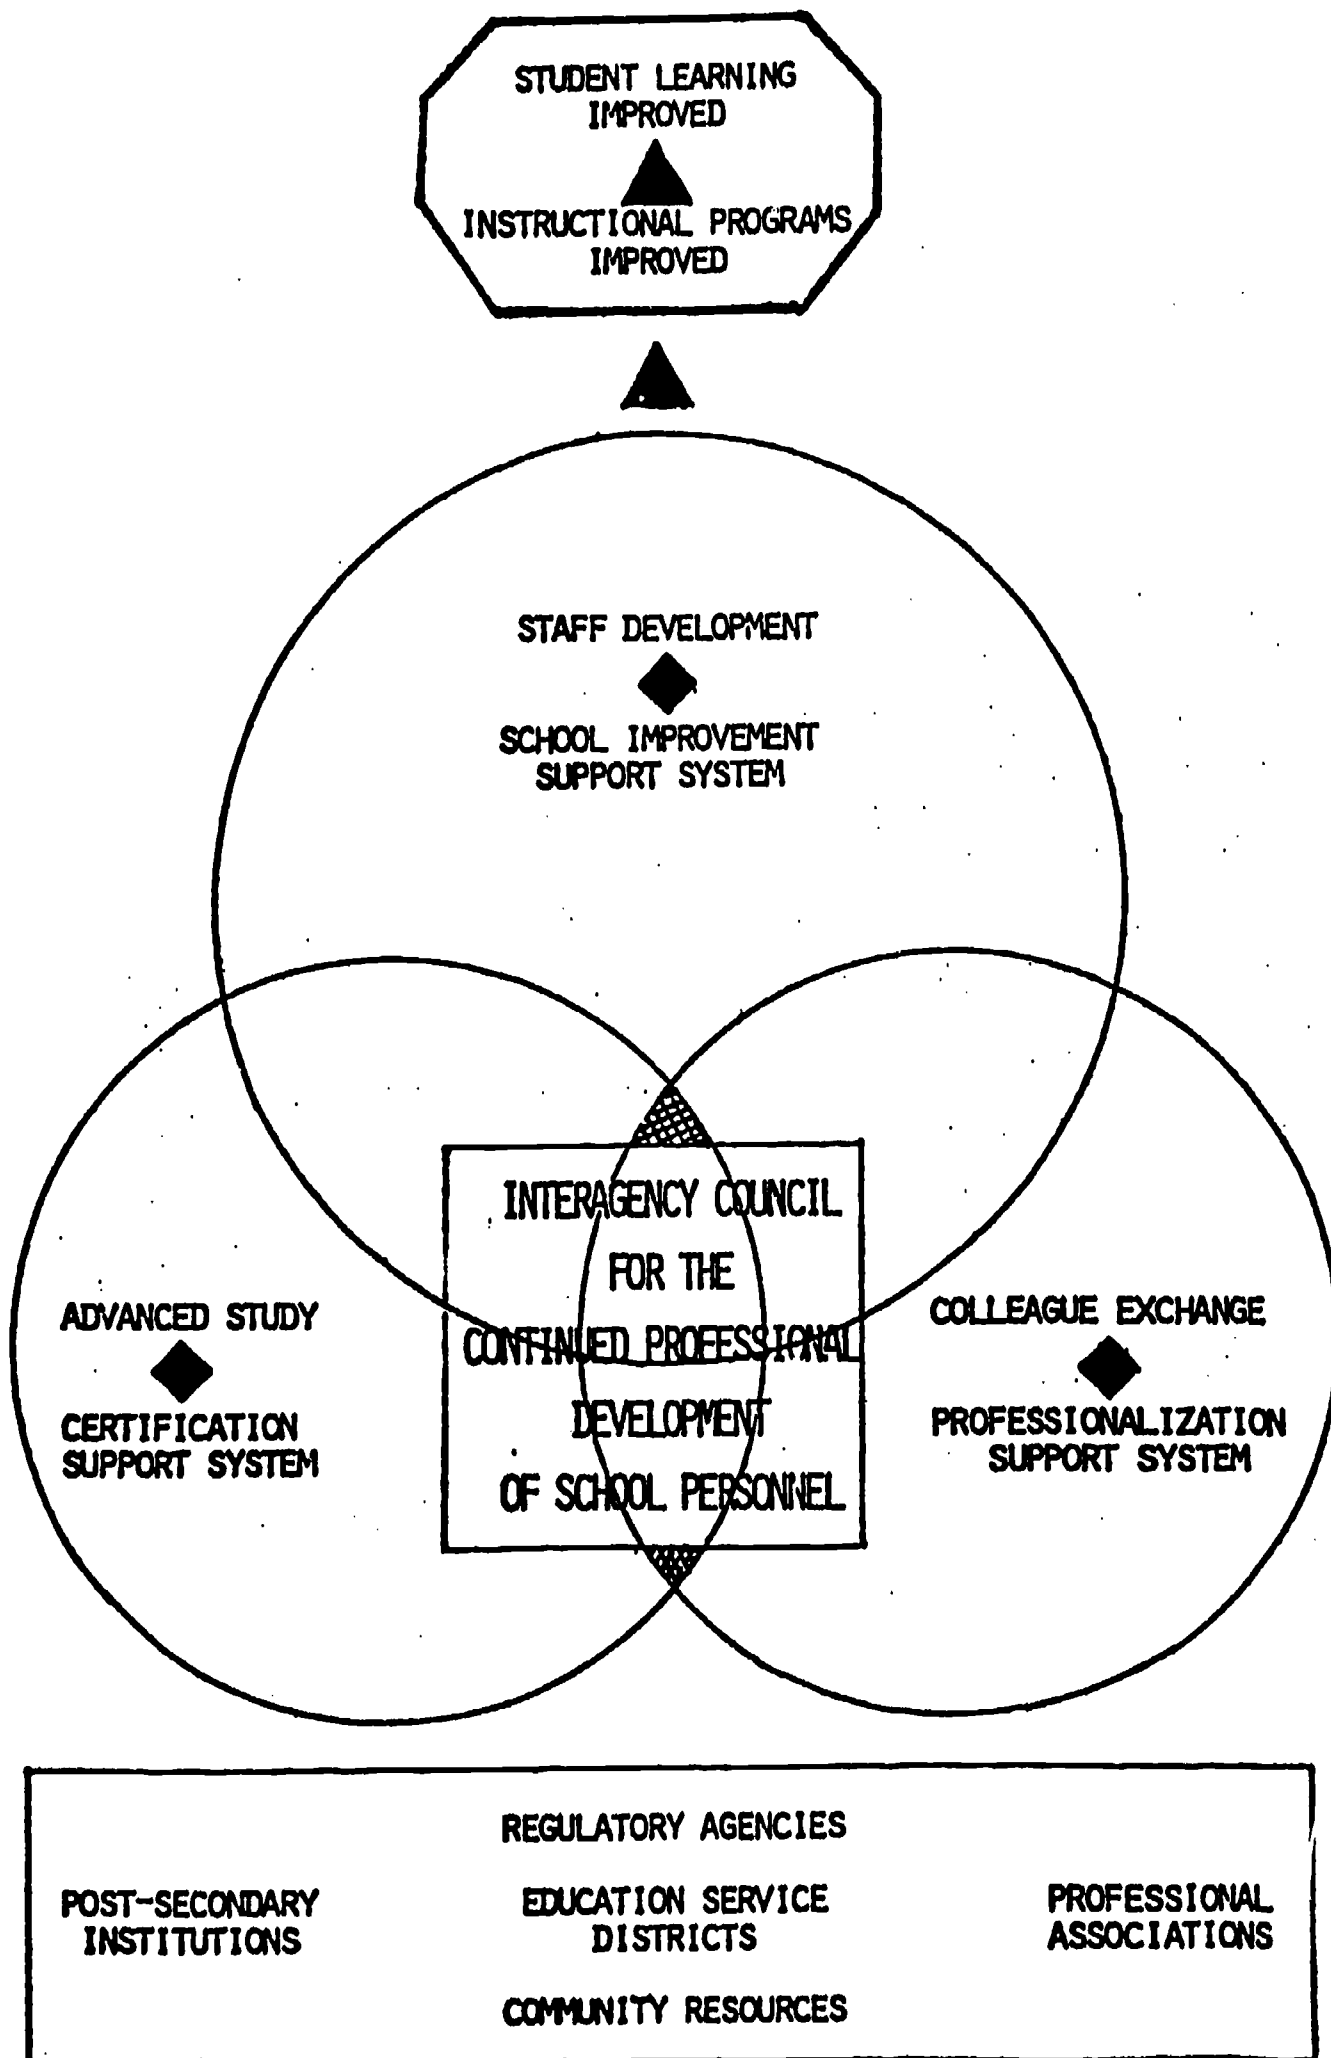 STUDENT LEARNING
IMPROVED
INSTRUCTIONAL PROGRAMS
IMPROVED
STAFF DEVELOPMENT
SCHOOL IMPROVEMENT
SUPPORT SYSTEM
INTERAGENCY COUNCIL
FOR THE
CONTINUED PROFESSIONAL
DEVELOPMENT
OF SCHOOL PERSONNEL
ADVANCED STUDY
CERTIFICATION
SUPPORT SYSTEM
COLLEAGUE EXCHANGE
PROFESSIONALIZATION
SUPPORT SYSTEM
REGULATORY AGENCIES
POST-SECONDARY
INSTITUTIONS
EDUCATION SERVICE
DISTRICTS
PROFESSIONAL
ASSOCIATIONS
COMMUNITY RESOURCES